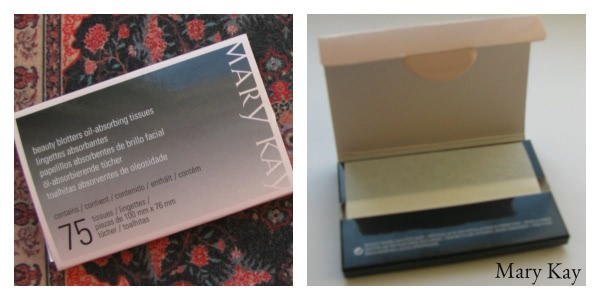 MARY KAY
beauty blotters oil-absorbing tissues
lingettes absorbantes
papelillos absorbentes de brillo facial
öl-absorbierende tücher
toalhitas absorventes de oleosidade
contains / contient / contenido / enthält / contém
75 tissues / lingettes /
piezas de 100 mm x 76 mm
tücher / toalhitas
Mary Kay